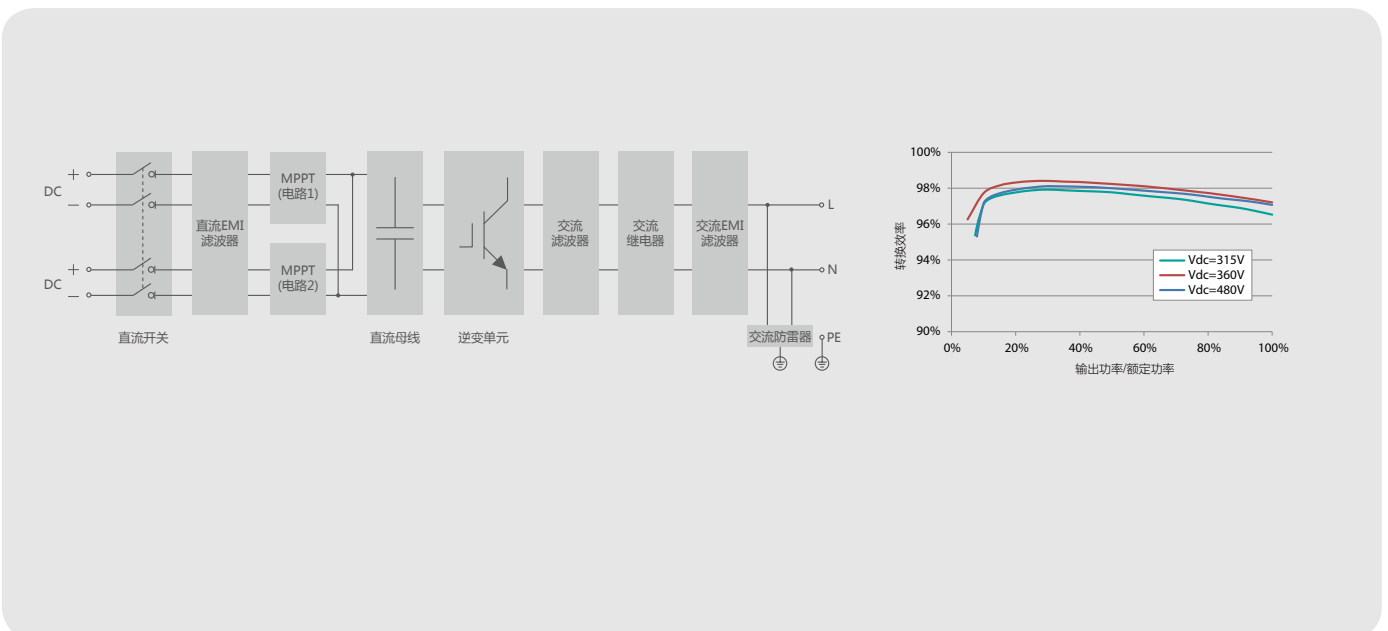 DC
+
−
DC
+
−
直流开关
直流EMI
滤波器
MPPT
(电路1)
MPPT
(电路2)
直流母线
逆变单元
交流
滤波器
交流
继电器
交流EMI
滤波器
L
N
交流防雷器
PE
转换效率
100%
98%
96%
94%
92%
90%
Vdc=315V
Vdc=360V
Vdc=480V
0%
20%
40%
60%
80%
100%
输出功率/额定功率